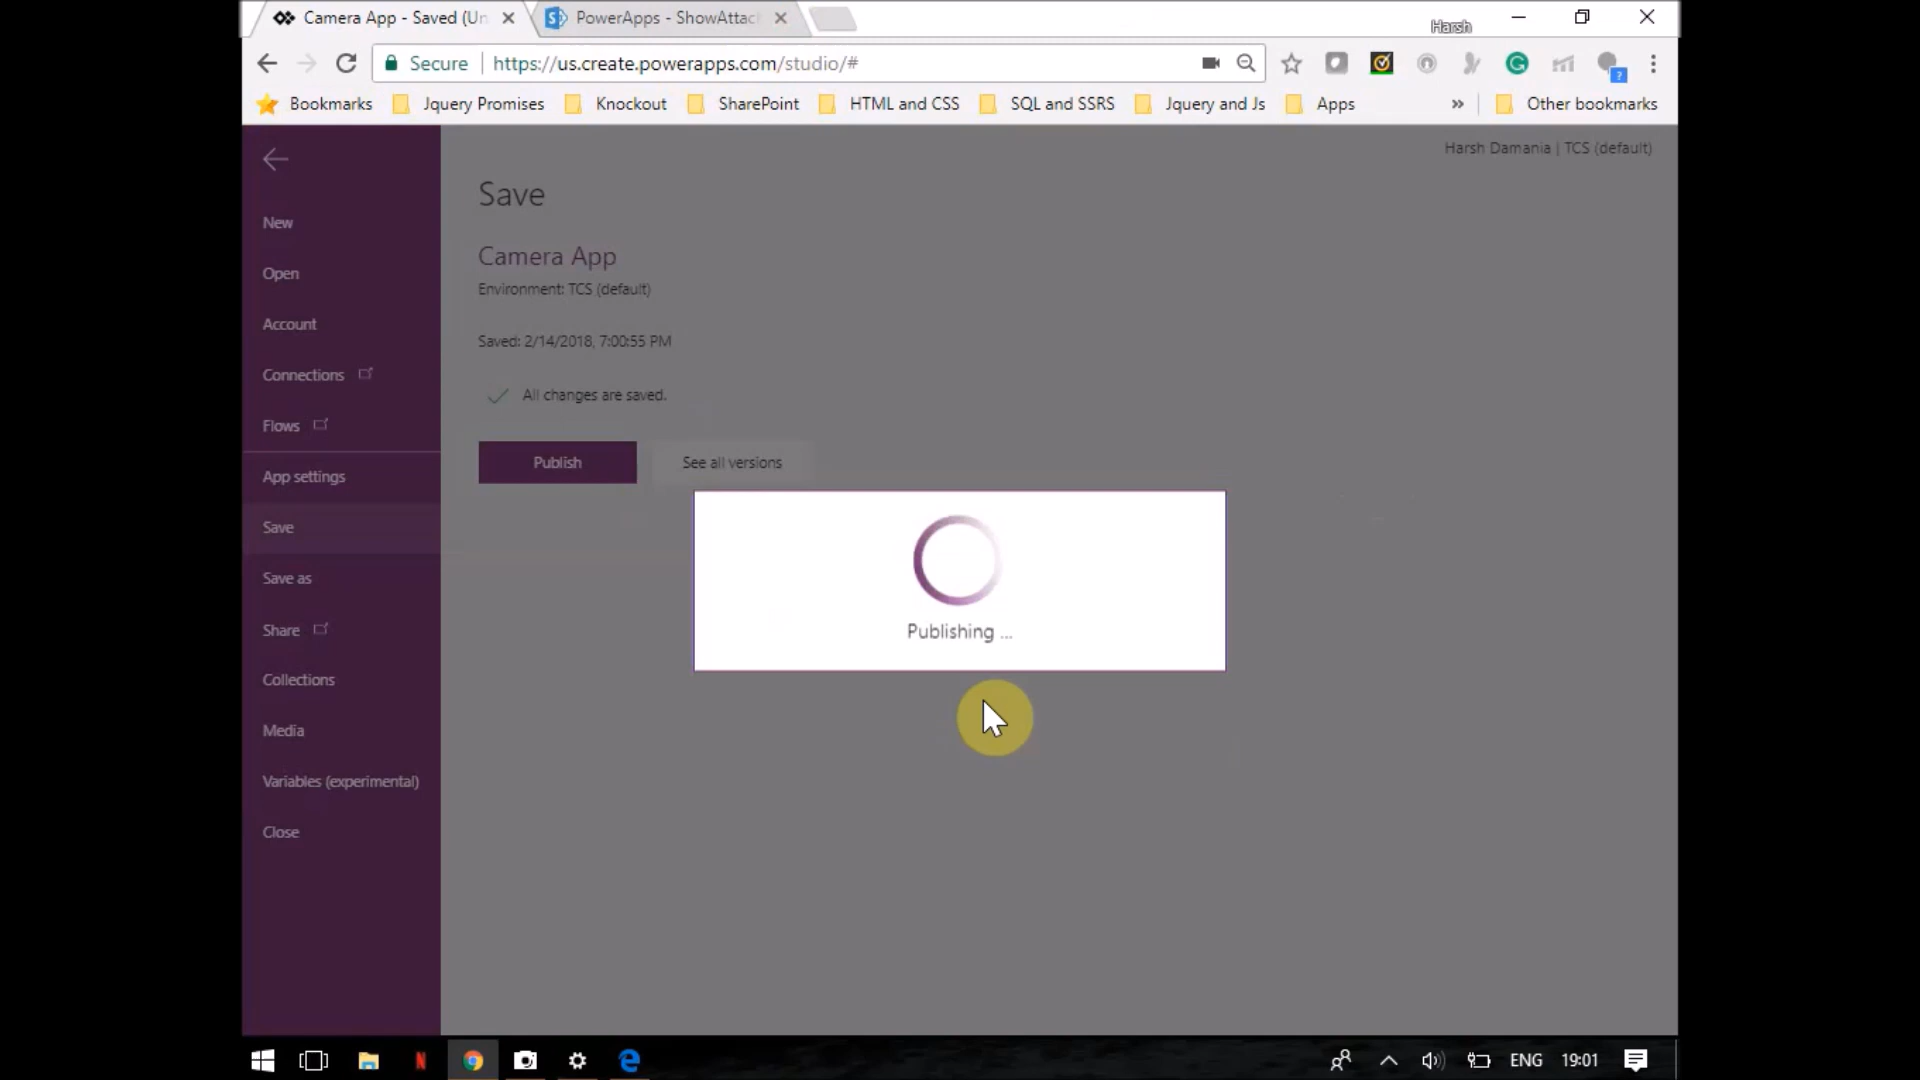 Camera App - Saved (Un
PowerApps - ShowAttach
Harsh
Secure
https://us.create.powerapps.com/studio/#
Bookmarks
Jquery Promises
Knockout
SharePoint
HTML and CSS
SQL and SSRS
Jquery and Js
Apps
»
Other bookmarks
Harsh Damania | TCS (default)
New
Open
Account
Connections
Flows
App settings
Save
Save as
Share
Collections
Media
Variables (experimental)
Close
Save
Camera App
Environment: TCS (default)
Saved: 2/14/2018, 7:00:55 PM
All changes are saved.
Publish
See all versions
Publishing ...
ENG
19:01